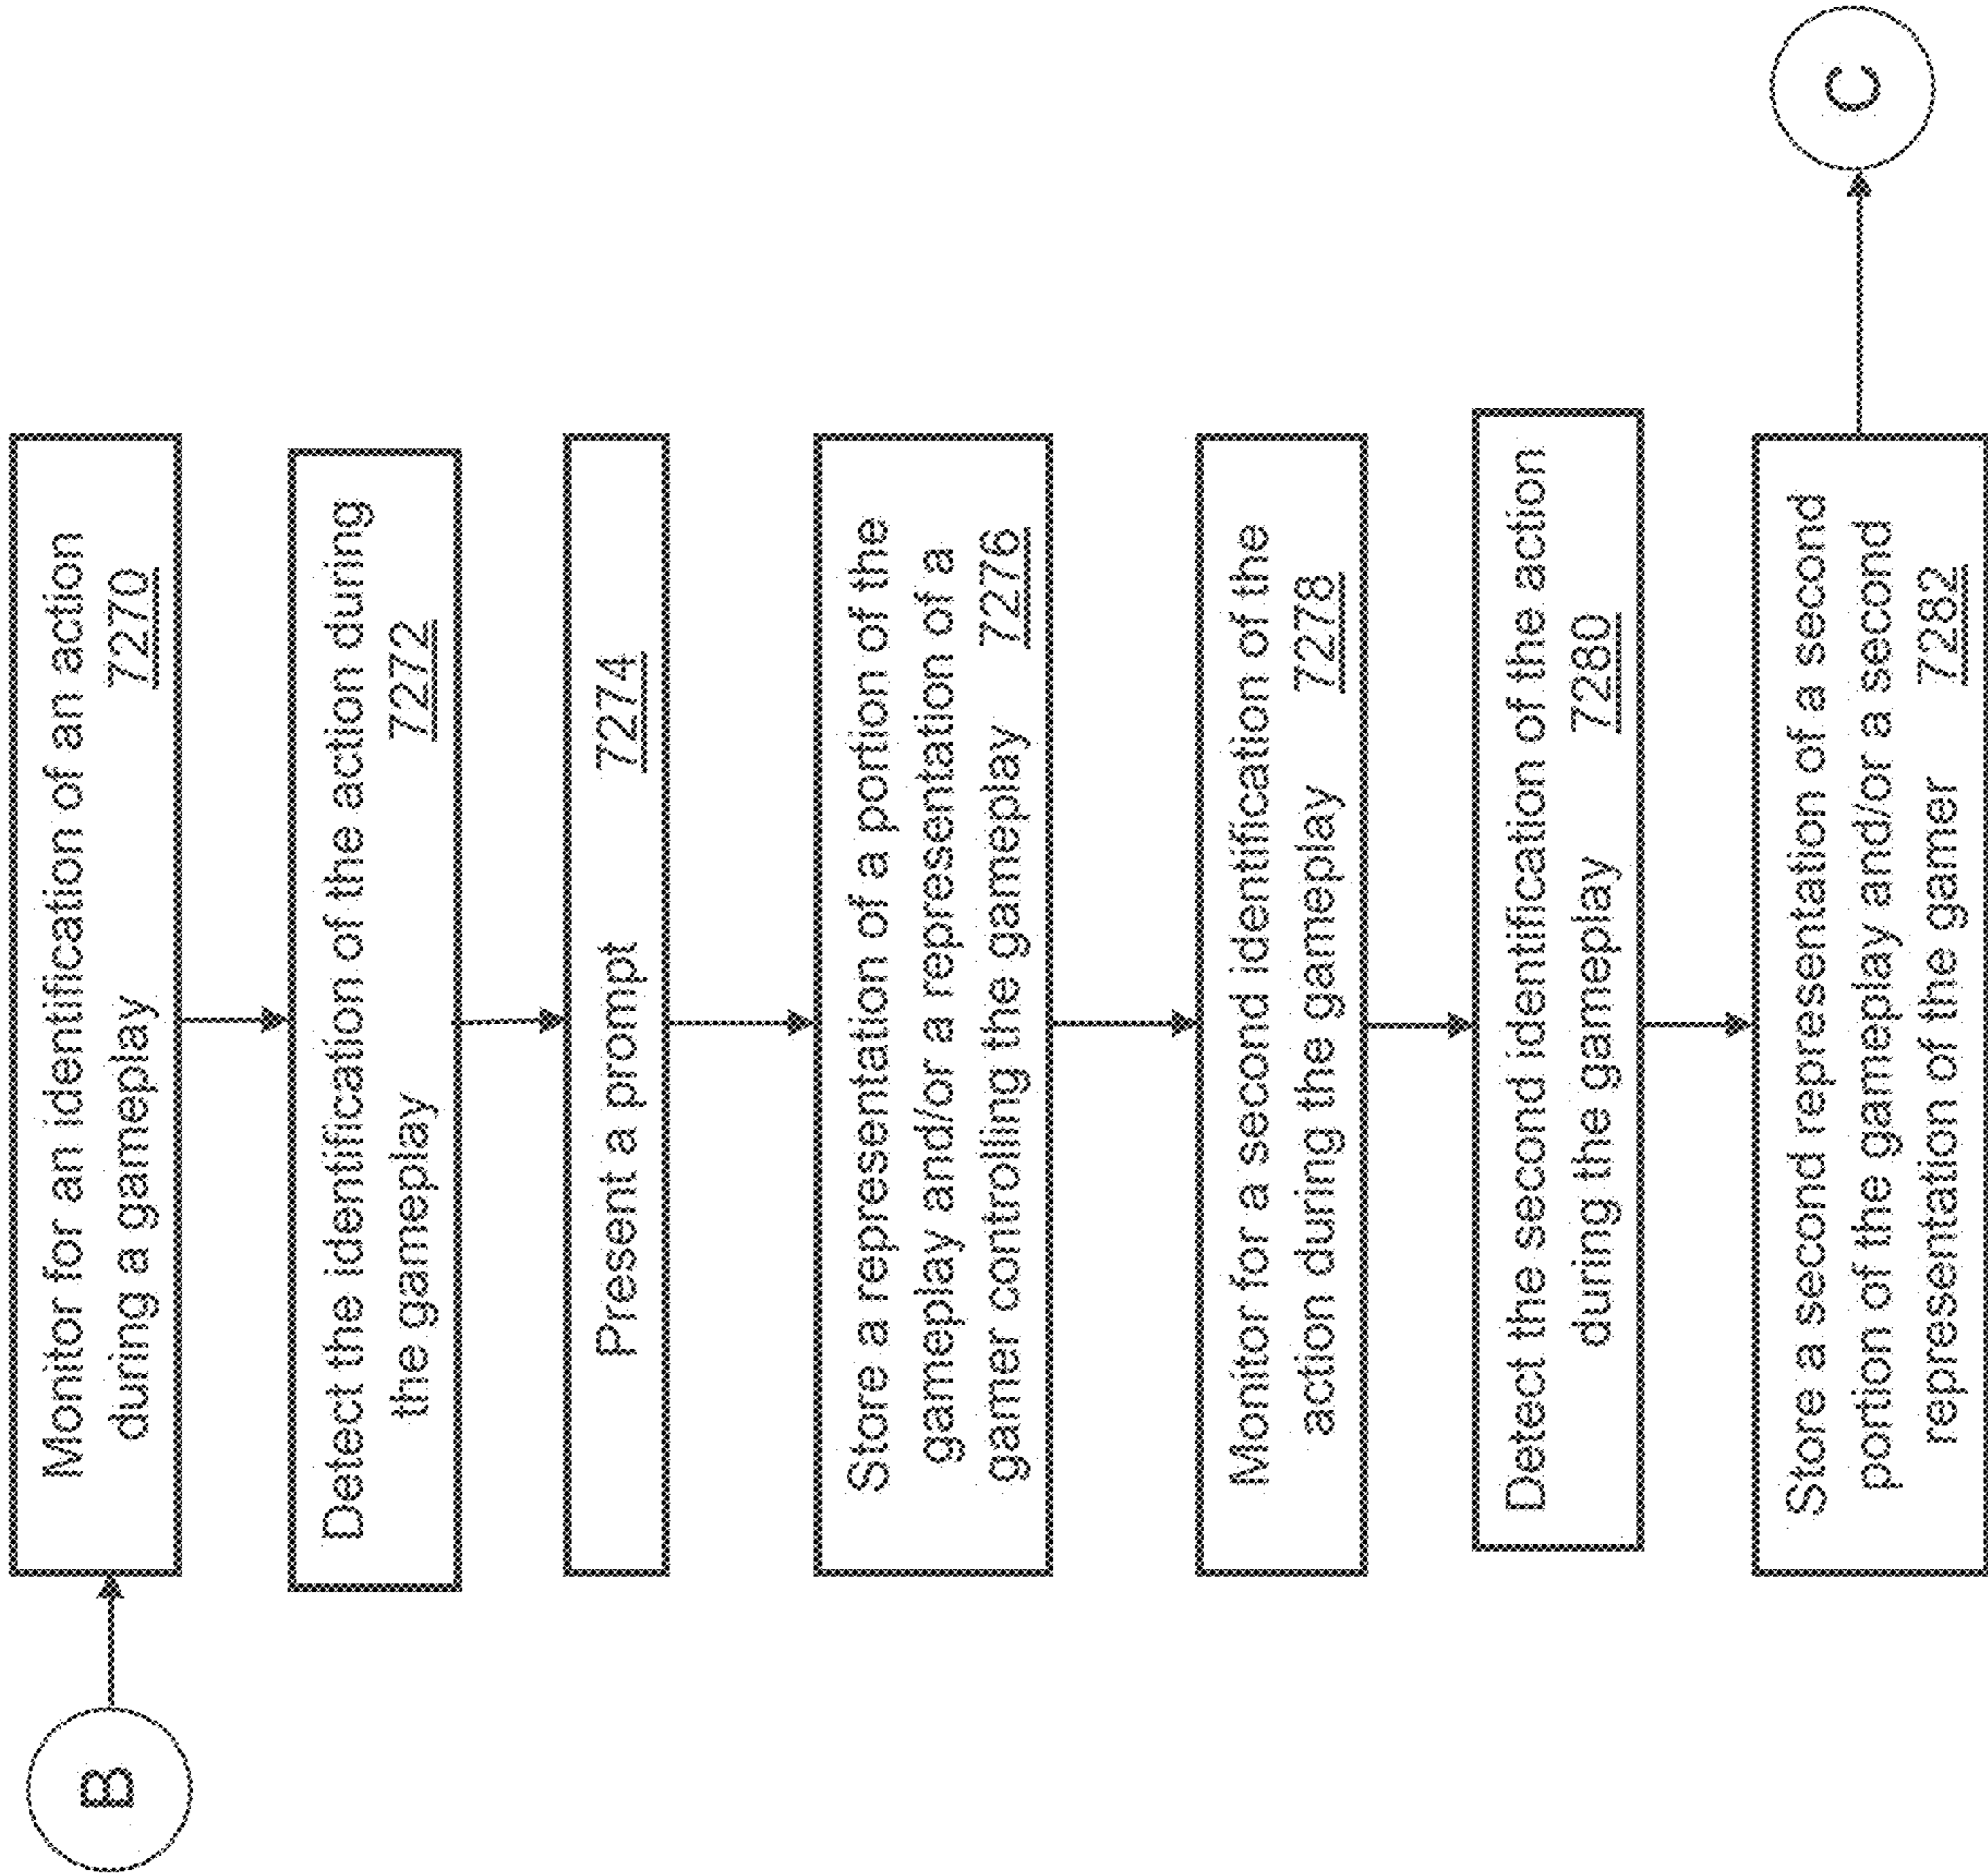 B
Monitor for an identification of an action
during a gameplay 7270
Detect the identification of the action during
the gameplay 7272
Present a prompt 7274
Store a representation of a portion of the
gameplay and/or a representation of a
gamer controlling the gameplay 7276
Monitor for a second identification of the
action during the gameplay 7278
Detect the second identification of the action
during the gameplay 7280
Store a second representation of a second
portion of the gameplay and/or a second
representation of the gamer 7282
C